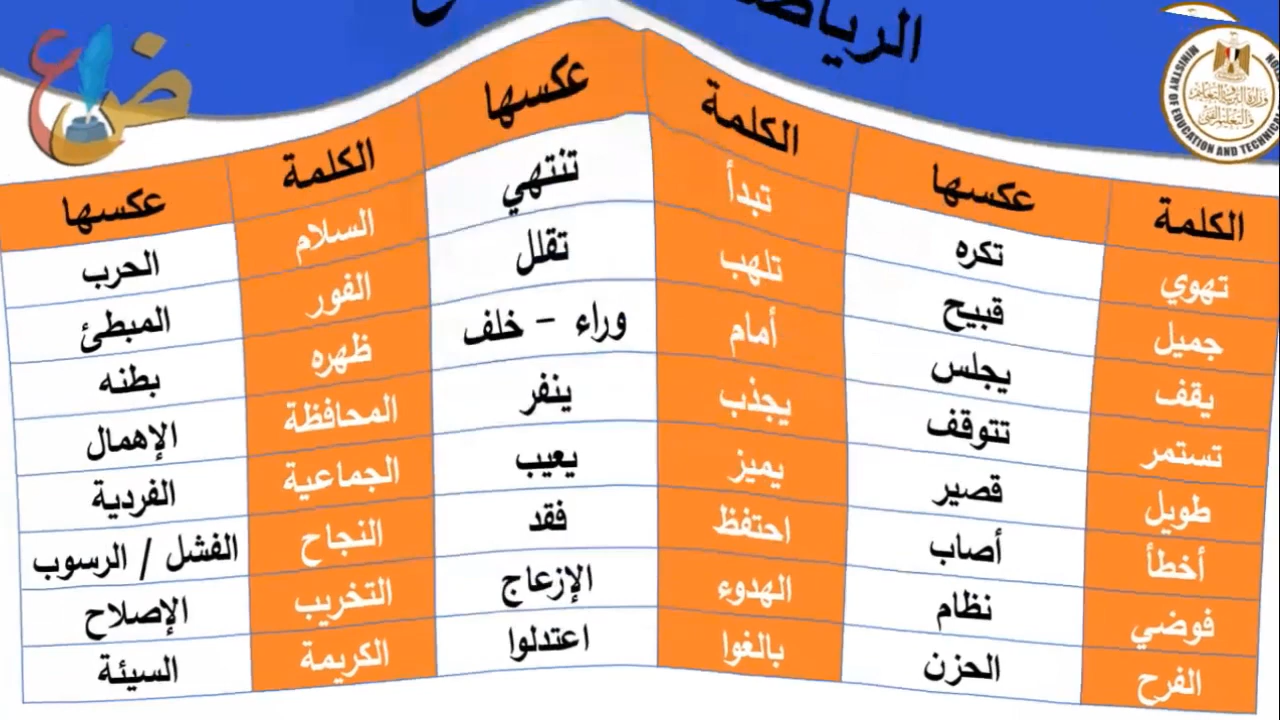 الكلمة عكسها الكلمة عكسها الكلمة عكسها
تهوي تكره تبدأ تنتهي السلام الحرب
جميل قبيح تلهب تقلل الفور المبطئ
يقف يجلس أمام وراء - خلف ظهره بطنه
تستمر تتوقف يجذب ينفر المحافظة الإهمال
طويل قصير يميز يعيب الجماعية الفردية
أخطأ أصاب احتفظ فقد النجاح الفشل / الرسوب
فوضي نظام الهدوء الإزعاج التخريب الإصلاح
الفرح الحزن بالغوا اعتدلوا الكريمة السيئة